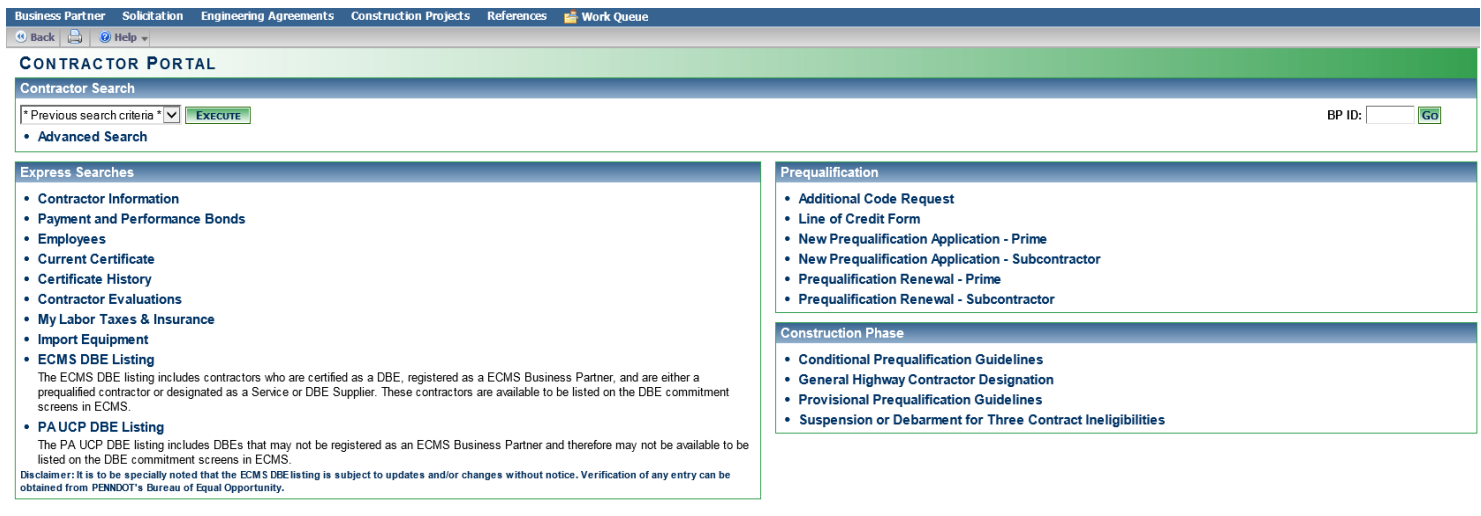 Business Partner Solicitation Engineering Agreements Construction Projects References Work Queue
Back Help
CONTRACTOR PORTAL
Contractor Search
* Previous search criteria * EXECUTE BP ID: GO
• Advanced Search
Express Searches
• Contractor Information
• Payment and Performance Bonds
• Employees
• Current Certificate
• Certificate History
• Contractor Evaluations
• My Labor Taxes & Insurance
• Import Equipment
• ECMS DBE Listing
The ECMS DBE listing includes contractors who are certified as a DBE, registered as a ECMS Business Partner, and are either a
prequalified contractor or designated as a Service or DBE Supplier. These contractors are available to be listed on the DBE commitment
screens in ECMS.
• PA UCP DBE Listing
The PA UCP DBE listing includes DBEs that may not be registered as an ECMS Business Partner and therefore may not be available to be
listed on the DBE commitment screens in ECMS.
Disclaimer: It is to be specially noted that the ECMS DBE listing is subject to updates and/or changes without notice. Verification of any entry can be
obtained from PENNDOT's Bureau of Equal Opportunity.
Prequalification
• Additional Code Request
• Line of Credit Form
• New Prequalification Application - Prime
• New Prequalification Application - Subcontractor
• Prequalification Renewal - Prime
• Prequalification Renewal - Subcontractor
Construction Phase
• Conditional Prequalification Guidelines
• General Highway Contractor Designation
• Provisional Prequalification Guidelines
• Suspension or Debarment for Three Contract Ineligibilities